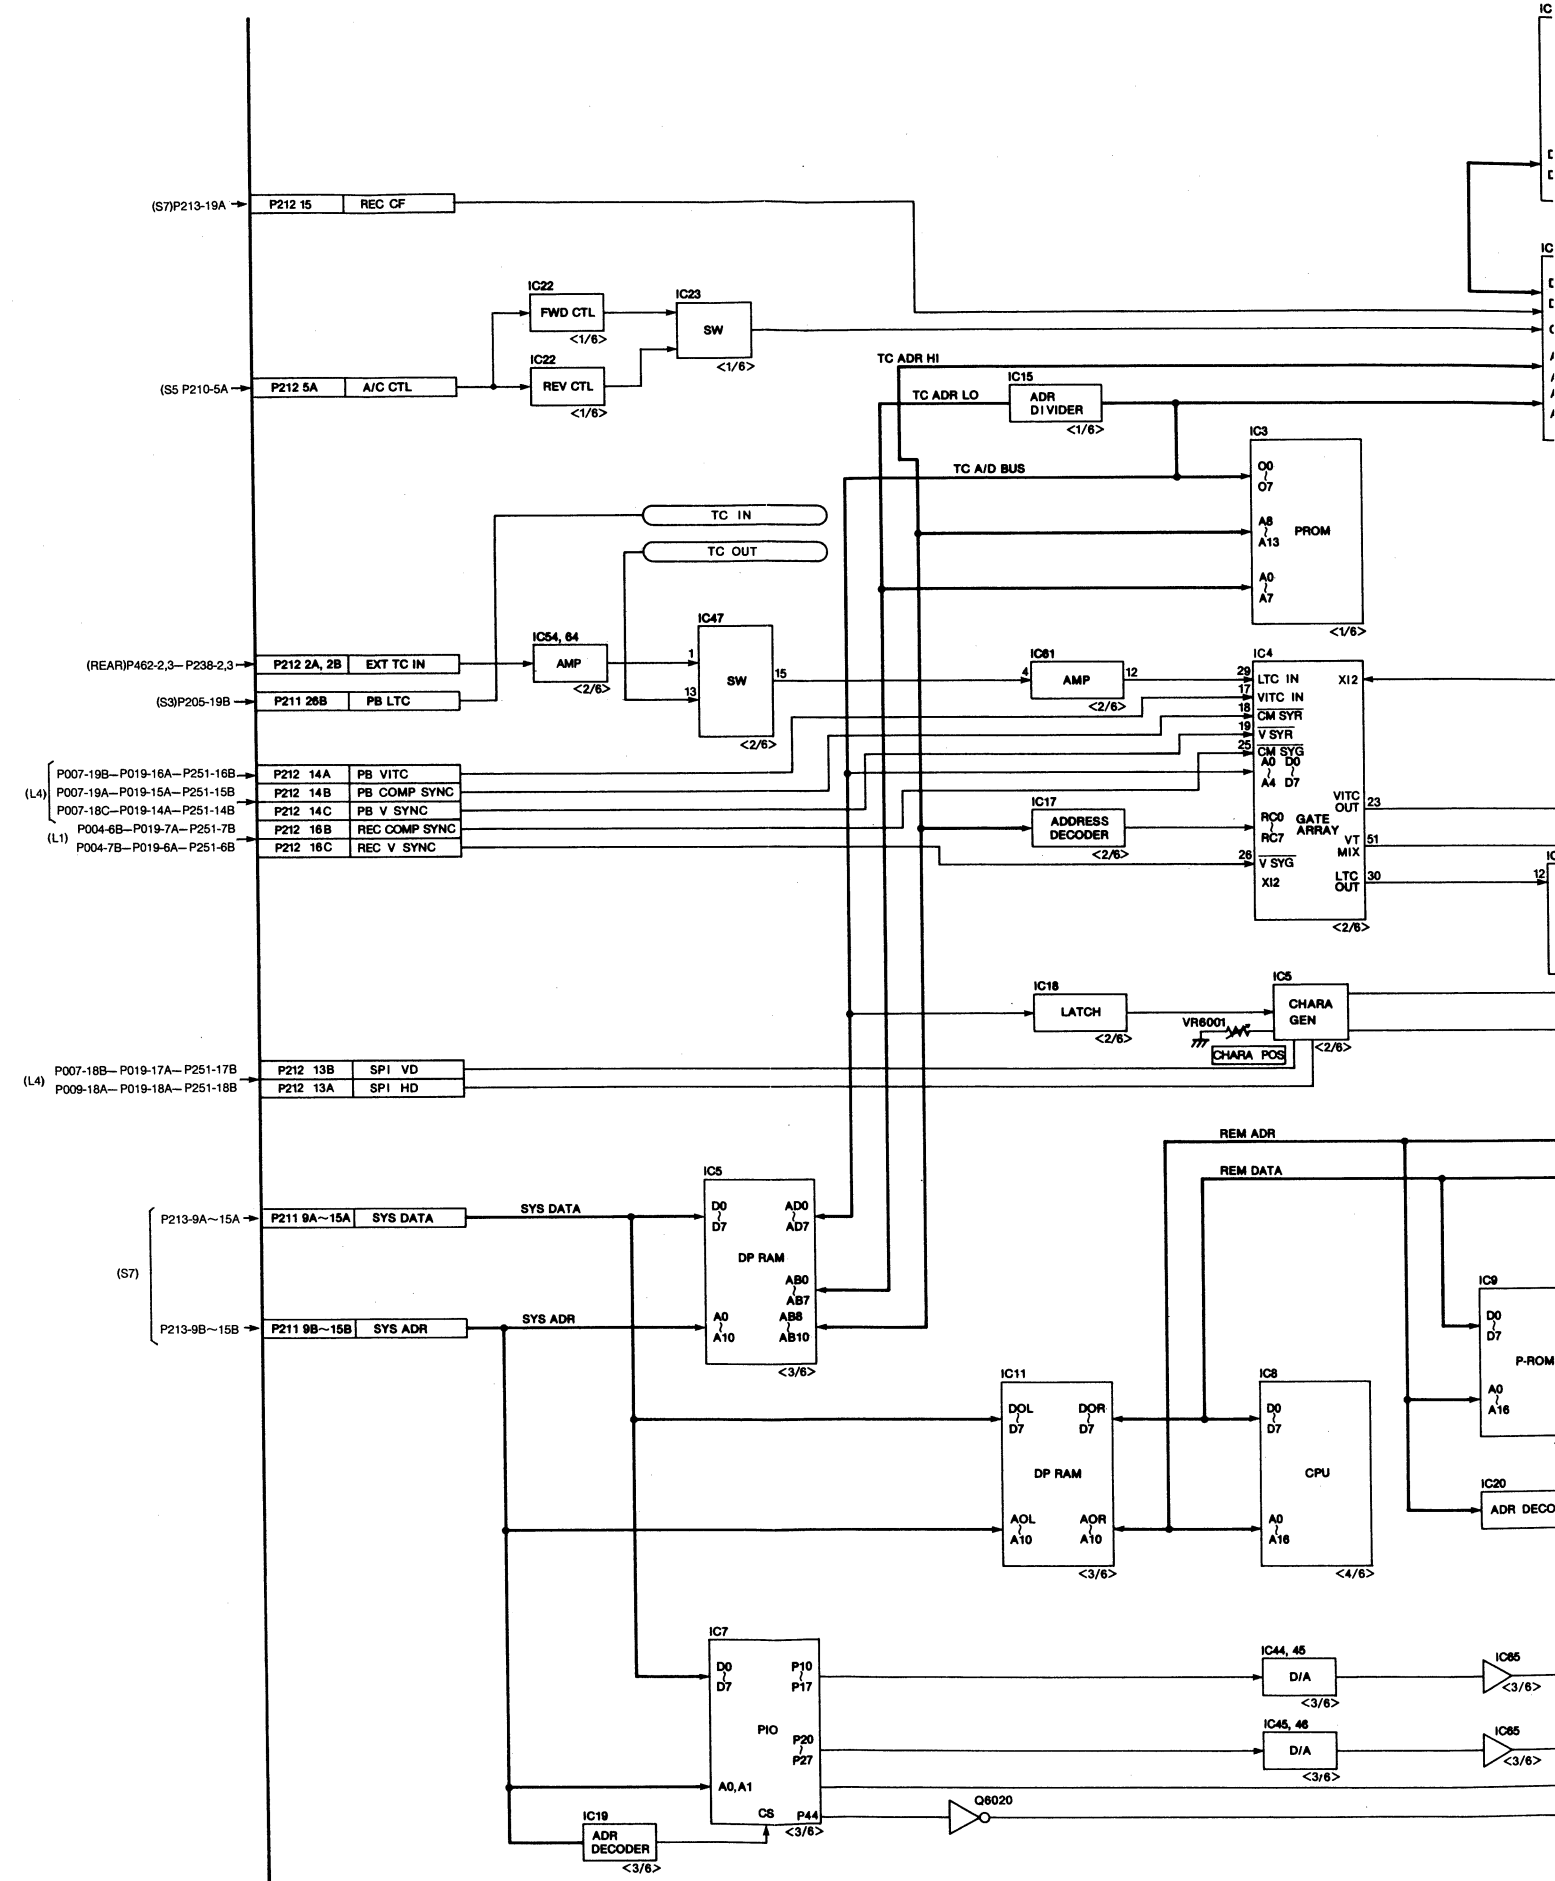 IC
(S7)P213-19A
P212 15
REC CF
IC
IC22
FWD CTL
<1/6>
IC23
SW
<1/6>
IC22
REV CTL
<1/6>
(S5 P210-5A
P212 5A
A/C CTL
TC ADR HI
TC ADR LO
IC15
ADR
DIVIDER
<1/6>
TC A/D BUS
IC3
O0
~
O7
A8
~
A13
PROM
A0
~
A7
<1/6>
TC IN
TC OUT
IC54, 64
AMP
<2/6>
IC47
1
SW
15
13
<2/6>
(REAR)P462-2,3—P238-2,3
P212 2A, 2B
EXT TC IN
(S3)P205-19B
P211 26B
PB LTC
IC61
4
AMP
12
<2/6>
IC4
29
LTC IN
XI2
17
VITC IN
18
CM SYR
19
V SYR
25
CM SYG
A0 D0
~ ~
A4 D7
VITC
OUT
23
RC0
~
RC7
GATE
ARRAY
VT
MIX
51
26
V SYG
XI2
LTC
OUT
30
<2/6>
IC
12
(L4)
P007-19B—P019-16A—P251-16B
P212 14A
PB VITC
P007-19A—P019-15A—P251-15B
P212 14B
PB COMP SYNC
P007-18C—P019-14A—P251-14B
P212 14C
PB V SYNC
(L1)
P004-6B—P019-7A—P251-7B
P212 16B
REC COMP SYNC
P004-7B—P019-6A—P251-6B
P212 16C
REC V SYNC
IC17
ADDRESS
DECODER
<2/6>
IC18
LATCH
<2/6>
IC5
CHARA
GEN
<2/6>
VR6001
CHARA POS
(L4)
P007-18B—P019-17A—P251-17B
P212 13B
SPI VD
P009-18A—P019-18A—P251-18B
P212 13A
SPI HD
REM ADR
REM DATA
(S7)
P213-9A~15A
P211 9A~15A
SYS DATA
SYS DATA
P213-9B~15B
P211 9B~15B
SYS ADR
SYS ADR
IC5
D0
~
D7
AD0
~
AD7
DP RAM
AB0
~
AB7
A0
~
A10
AB8
~
AB10
<3/6>
IC9
D0
~
D7
P-ROM
A0
~
A16
IC11
DOL
~
D7
DOR
~
D7
DP RAM
AOL
~
A10
AOR
~
A10
<3/6>
IC8
D0
~
D7
CPU
A0
~
A16
<4/6>
IC20
ADR DECO
IC7
D0
~
D7
P10
~
P17
PIO
P20
~
P27
A0,A1
CS
P44
<3/6>
IC44, 45
D/A
<3/6>
IC65
<3/6>
IC45, 46
D/A
<3/6>
IC65
<3/6>
Q6020
IC19
ADR
DECODER
<3/6>